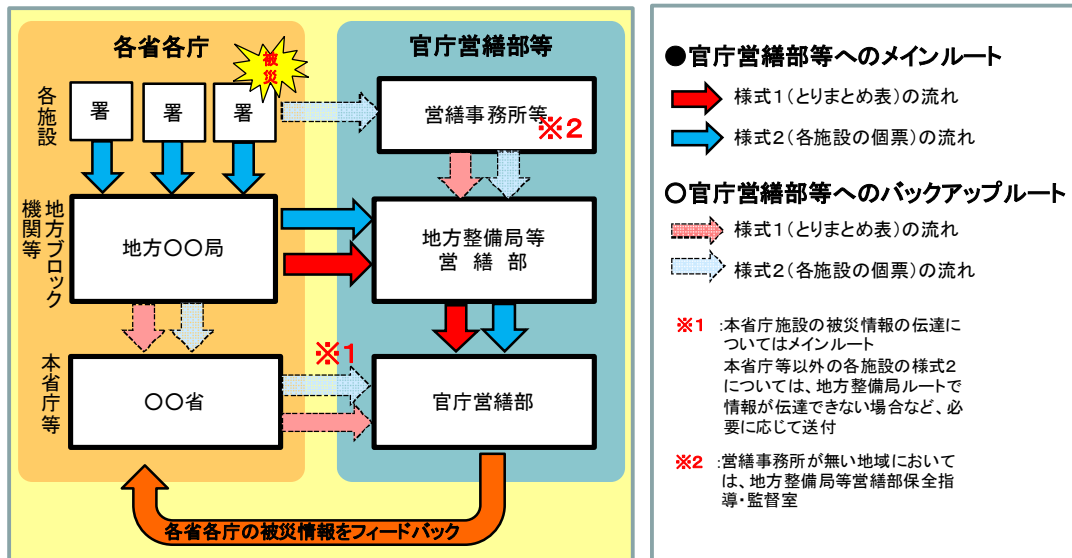 各省各庁
官庁営繕部等
被災
各施設
署
署
署
営繕事務所等
※2
地方ブロック
機関等
地方〇〇局
地方整備局等
営繕部
本省庁等
〇〇省
※1
官庁営繕部
各省各庁の被災情報をフィードバック
●官庁営繕部等へのメインルート
様式1(とりまとめ表)の流れ
様式2(各施設の個票)の流れ
〇官庁営繕部等へのバックアップルート
様式1(とりまとめ表)の流れ
様式2(各施設の個票)の流れ
※1 :本省庁施設の被災情報の伝達に
ついてはメインルート
本省庁等以外の各施設の様式2
については、地方整備局ルートで
情報が伝達できない場合など、必
要に応じて送付
※2 :営繕事務所が無い地域において
は、地方整備局等営繕部保全指
導・監督室